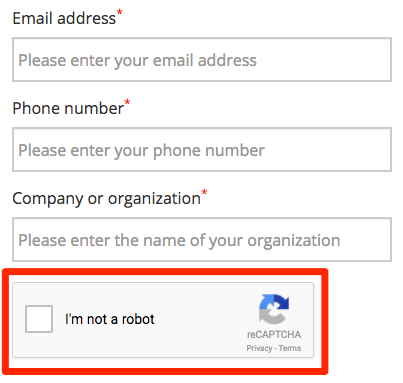 Email address*
Please enter your email address
Phone number*
Please enter your phone number
Company or organization*
Please enter the name of your organization
I'm not a robot
reCAPTCHA
Privacy - Terms